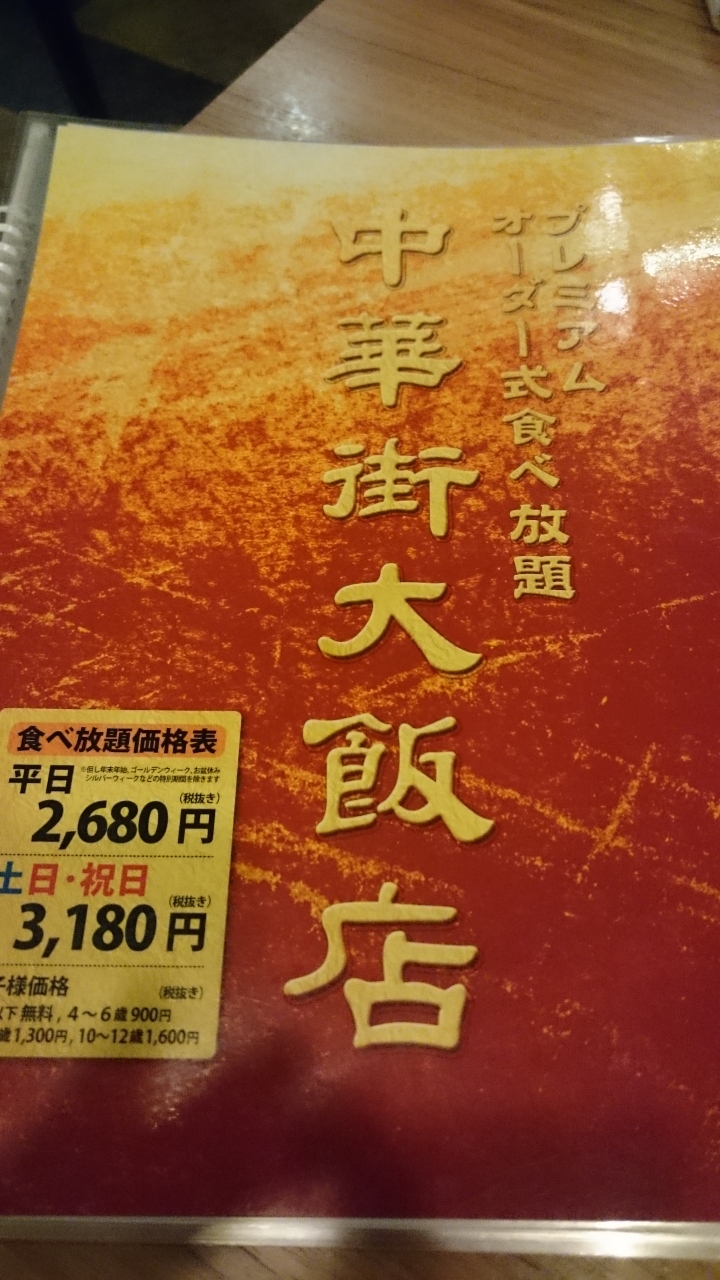 プレミアム
オーダー式食べ放題
中華街大飯店
食べ放題価格表
平日
※但し年末年始、ゴールデンウィーク、お盆休み
シルバーウィークなどの特別期間を除きます
(税抜き)
2,680円
土日・祝日
(税抜き)
3,180円
子様価格
(税抜き)
以下無料,4〜6歳900円
歳1,300円,10〜12歳1,600円